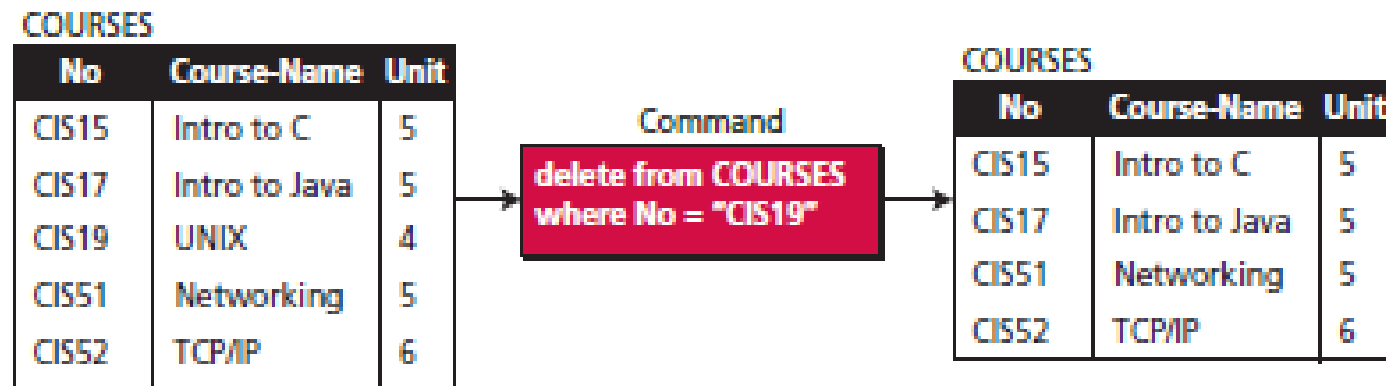 COURSES
No Course-Name Unit
CIS15 Intro to C 5
CIS17 Intro to Java 5
CIS19 UNIX 4
CIS51 Networking 5
CIS52 TCP/IP 6
Command
delete from COURSES
where No = "CIS19"
COURSES
No Course-Name Unit
CIS15 Intro to C 5
CIS17 Intro to Java 5
CIS51 Networking 5
CIS52 TCP/IP 6